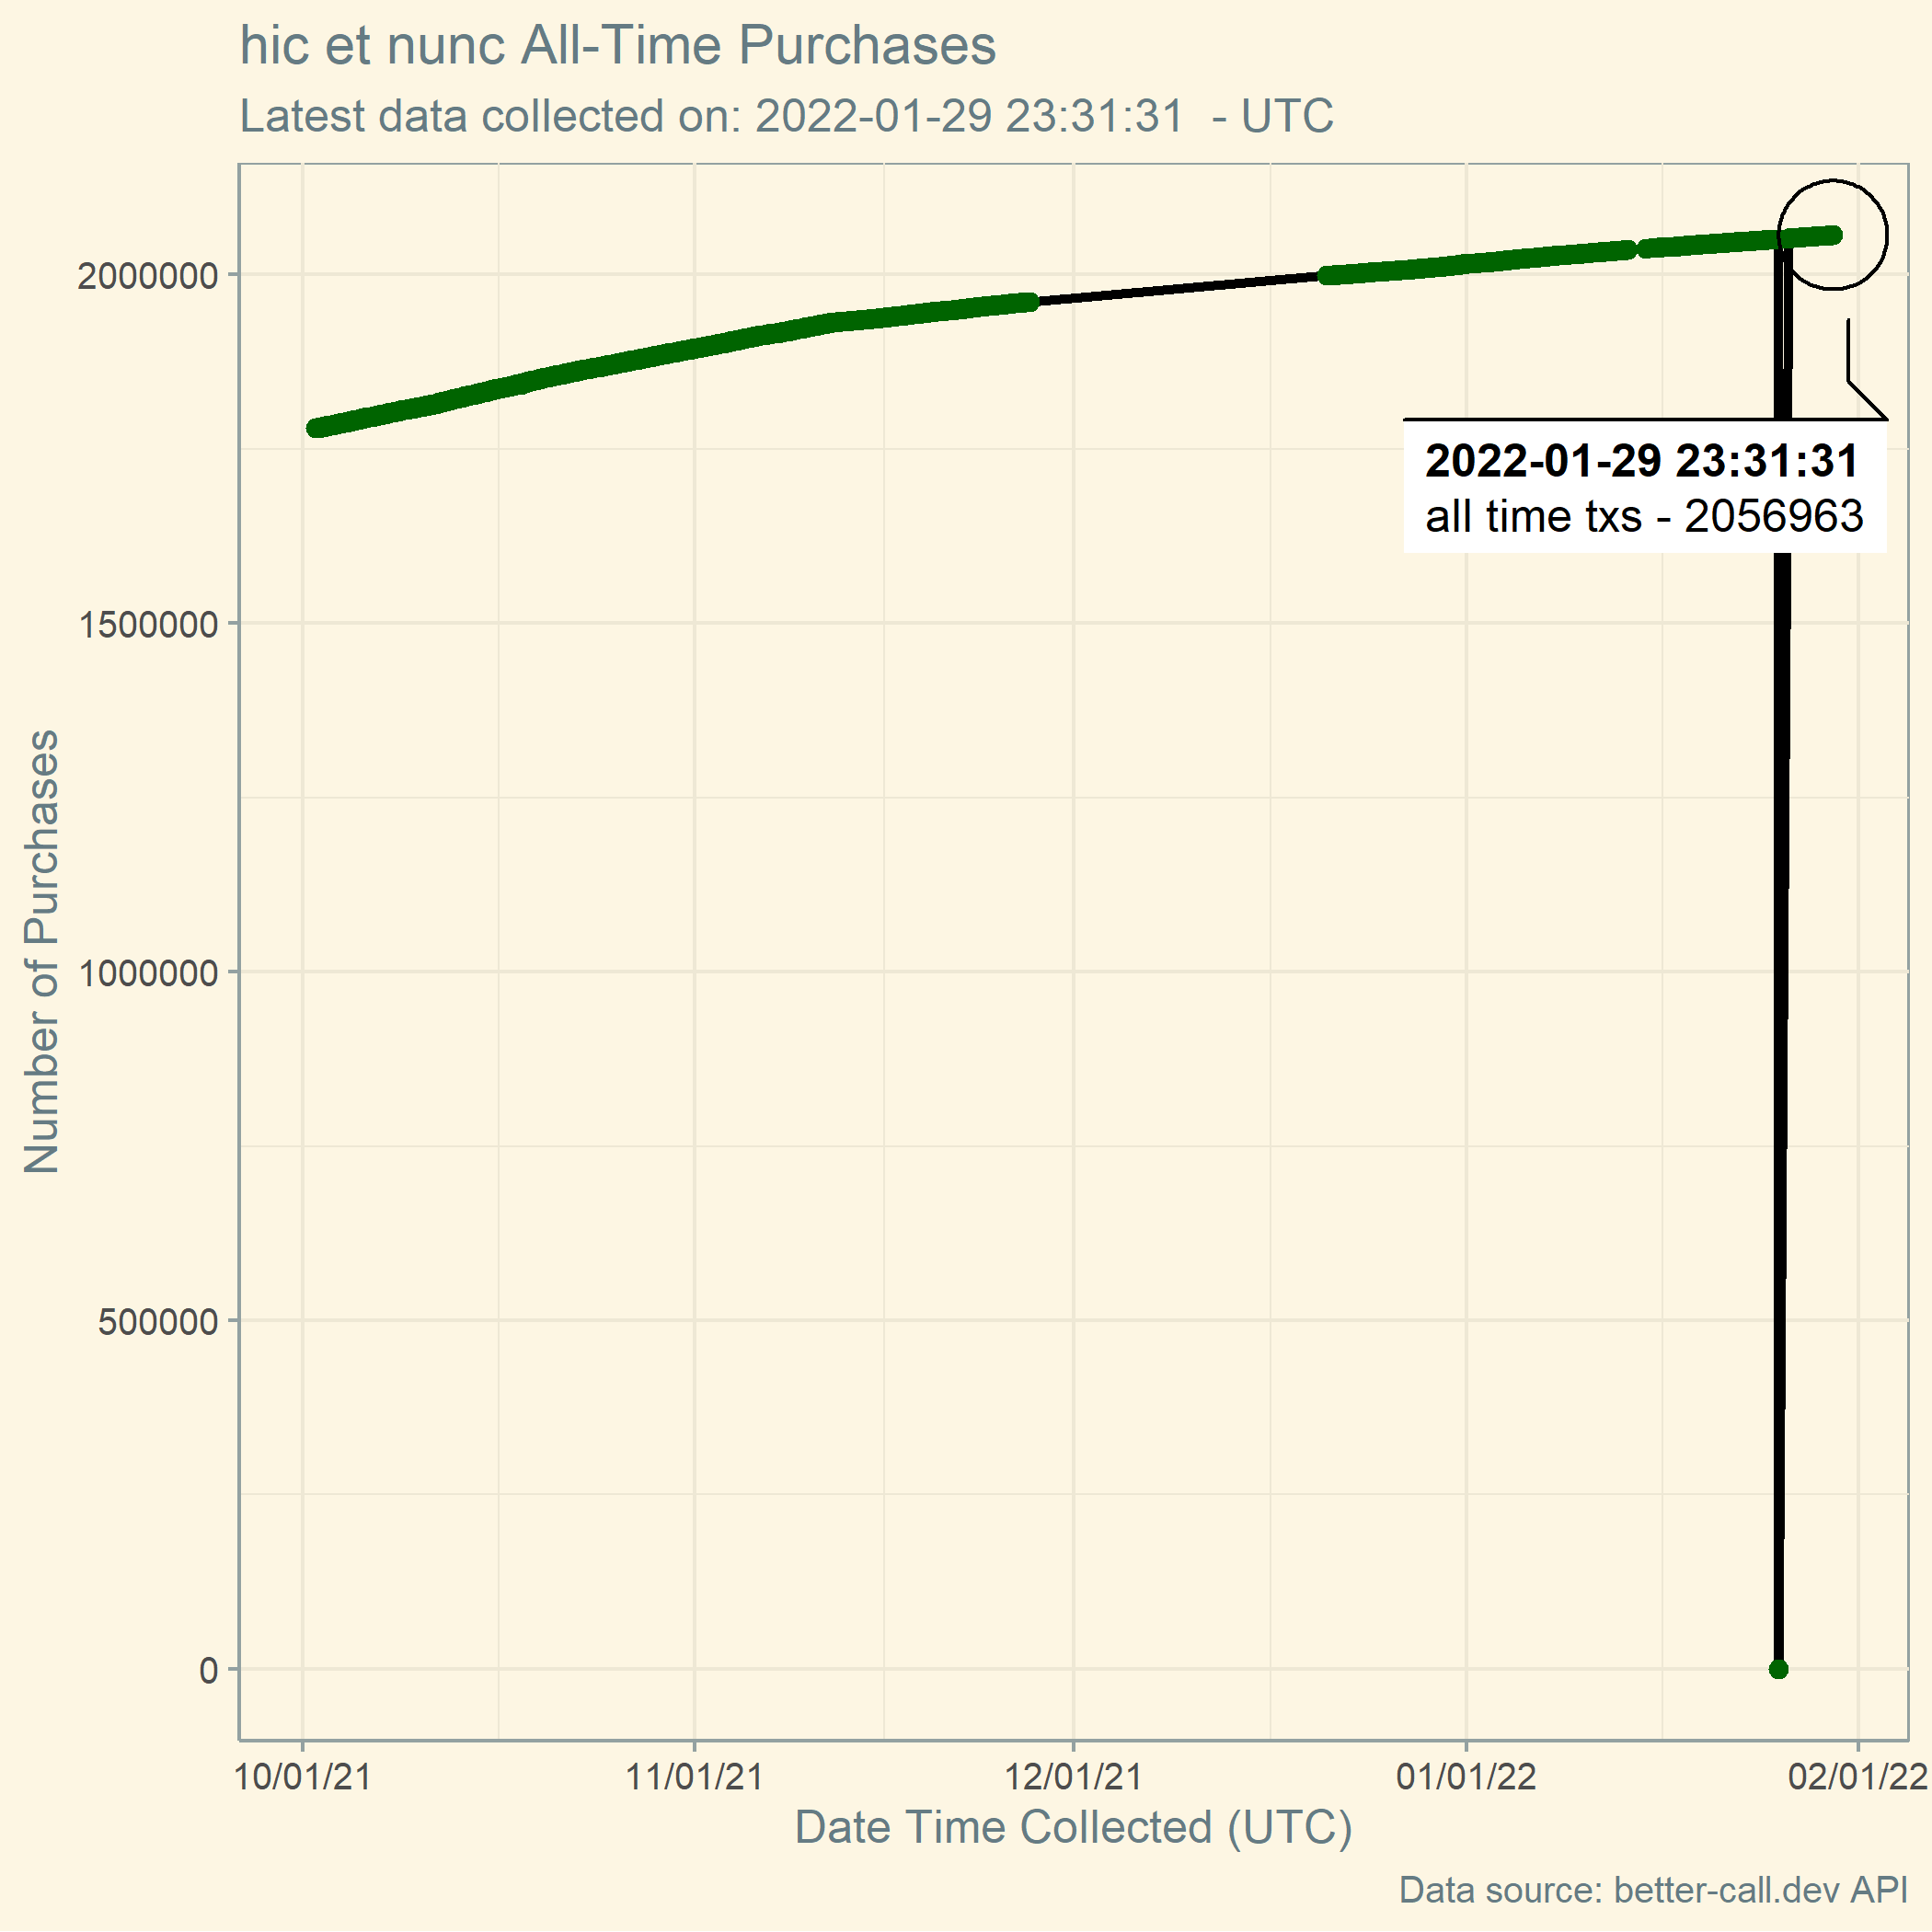 hic et nunc All-Time Purchases
Latest data collected on: 2022-01-29 23:31:31  - UTC
2000000
1500000
1000000
500000
0
Number of Purchases
2022-01-29 23:31:31
all time txs - 2056963
10/01/21 11/01/21 12/01/21 01/01/22 02/01/22
Date Time Collected (UTC)
Data source: better-call.dev API